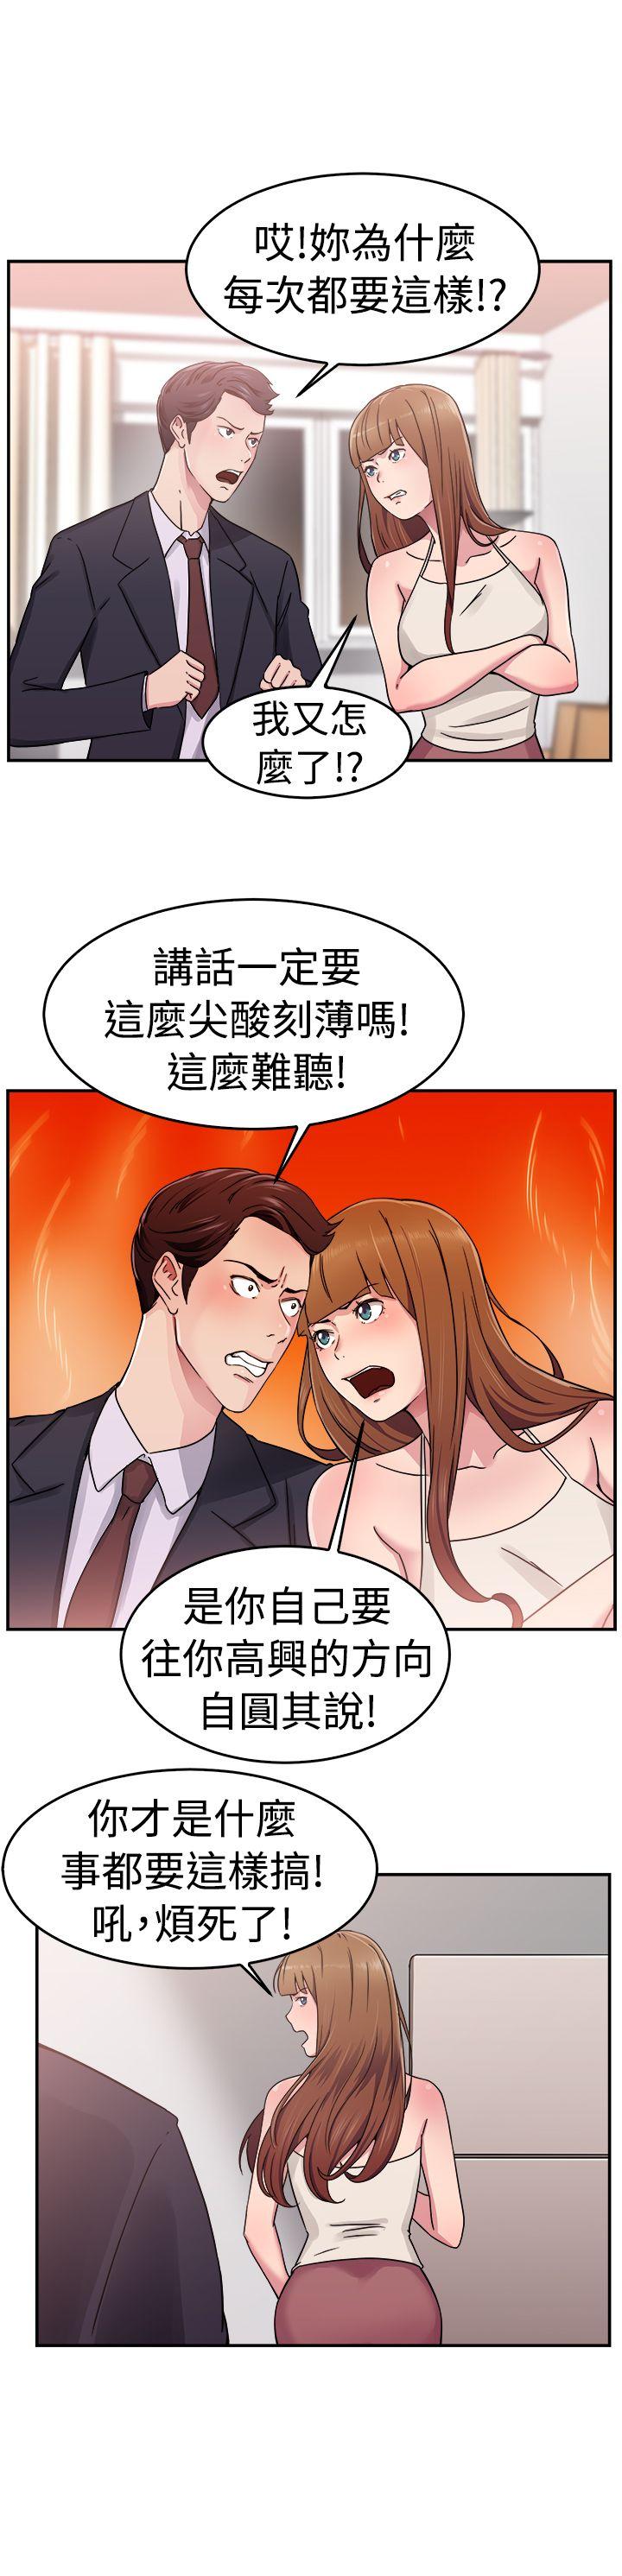 哎!妳為什麼
每次都要這樣!?
我又怎
麼了!?
講話一定要
這麼尖酸刻薄嗎!
這麼難聽!
是你自己要
往你高興的方向
自圓其說!
你才是什麼
事都要這樣搞!
吼,煩死了!